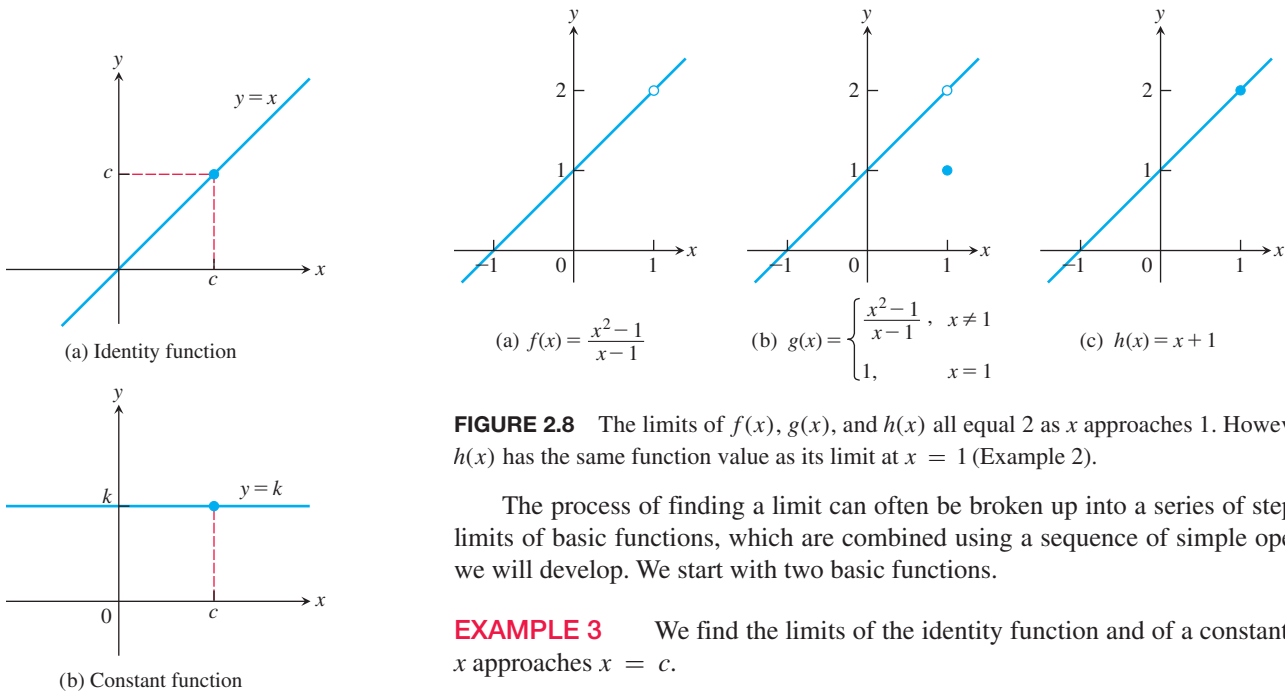 y
y = x
c
c
x
(a) Identity function
y
k
y = k
0
c
x
(b) Constant function
y
2
1
−1
0
1
x
(a) f(x) = \frac{x^2 − 1}{x − 1}
y
2
1
−1
0
1
x
(b) g(x) = { \frac{x^2 − 1}{x − 1} , x ≠ 1
1, x = 1
y
2
1
−1
0
1
x
(c) h(x) = x + 1
FIGURE 2.8 The limits of f(x), g(x), and h(x) all equal 2 as x approaches 1. Howev
h(x) has the same function value as its limit at x = 1 (Example 2).
The process of finding a limit can often be broken up into a series of step
limits of basic functions, which are combined using a sequence of simple ope
we will develop. We start with two basic functions.
EXAMPLE 3 We find the limits of the identity function and of a constant
x approaches x = c.